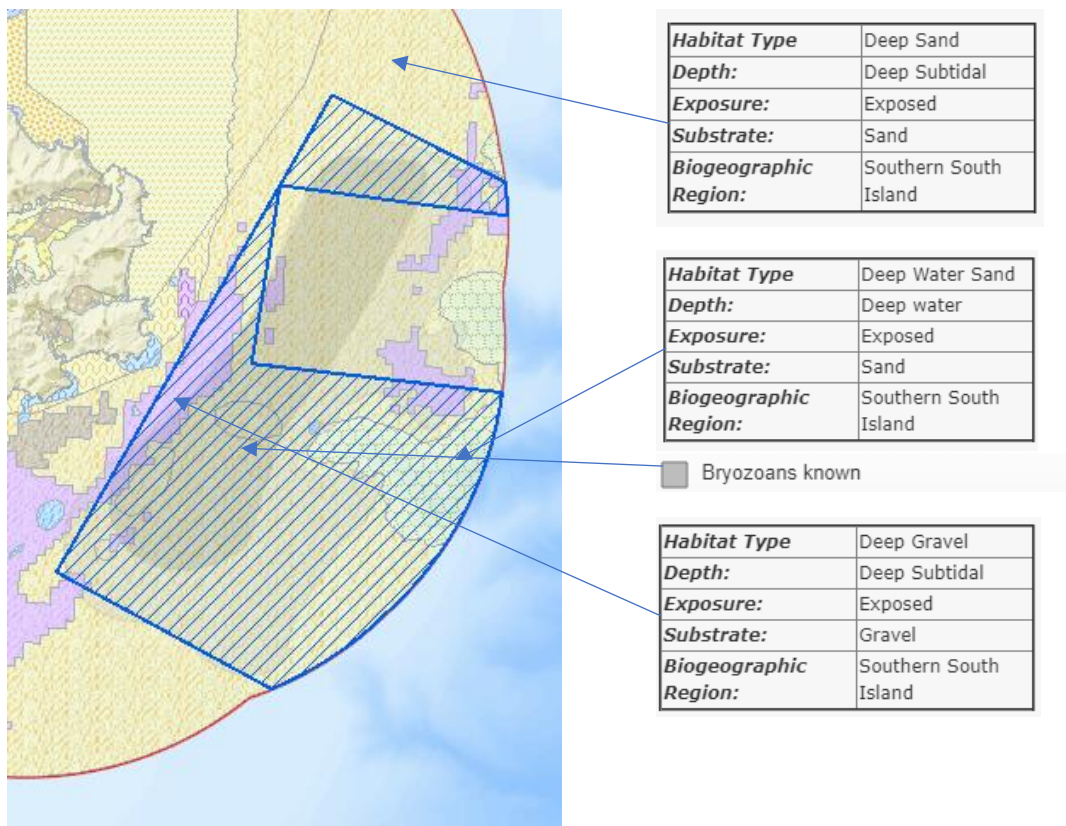 Habitat Type Deep Sand
Depth: Deep Subtidal
Exposure: Exposed
Substrate: Sand
Biogeographic Southern South
Region: Island
Habitat Type Deep Water Sand
Depth: Deep water
Exposure: Exposed
Substrate: Sand
Biogeographic Southern South
Region: Island
Bryozoans known
Habitat Type Deep Gravel
Depth: Deep Subtidal
Exposure: Exposed
Substrate: Gravel
Biogeographic Southern South
Region: Island